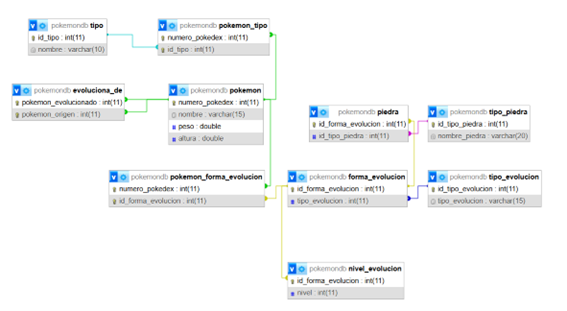 pokemondb tipo
id_tipo : int(11)
nombre : varchar(10)
pokemondb pokemon_tipo
numero_pokedex : int(11)
id_tipo : int(11)
pokemondb evoluciona_de
pokemon_evolucionado : int(11)
pokemon_origen : int(11)
pokemondb pokemon
numero_pokedex : int(11)
nombre : varchar(15)
peso : double
altura : double
pokemondb piedra
id_forma_evolucion : int(11)
id_tipo_piedra : int(11)
pokemondb tipo_piedra
id_tipo_piedra : int(11)
nombre_piedra : varchar(20)
pokemondb pokemon_forma_evolucion
numero_pokedex : int(11)
id_forma_evolucion : int(11)
pokemondb forma_evolucion
id_forma_evolucion : int(11)
tipo_evolucion : int(11)
pokemondb tipo_evolucion
id_tipo_evolucion : int(11)
tipo_evolucion : varchar(15)
pokemondb nivel_evolucion
id_forma_evolucion : int(11)
nivel : int(11)